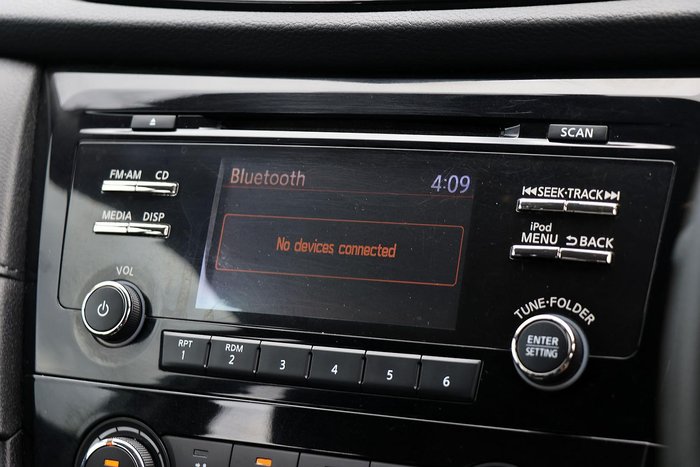 SCAN
FM·AM CD
Bluetooth 4:09
SEEK·TRACK
MEDIA DISP
No devices connected
iPod
MENU BACK
VOL
TUNE·FOLDER
ENTER
SETTING
RPT RDM
1 2 3 4 5 6